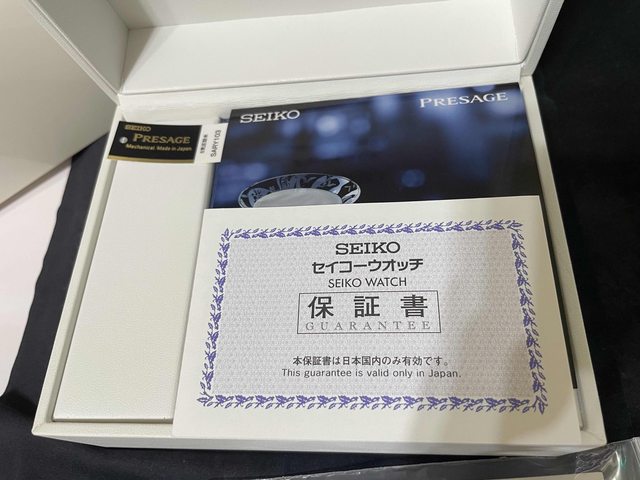 SEIKO
PRESAGE
Mechanical. Made in Japan.
SARY103
SEIKO
PRESAGE
SEIKO
セイコーウオッチ
SEIKO WATCH
保証書
GUARANTEE
本保証書は日本国内のみ有効です。
This guarantee is valid only in Japan.